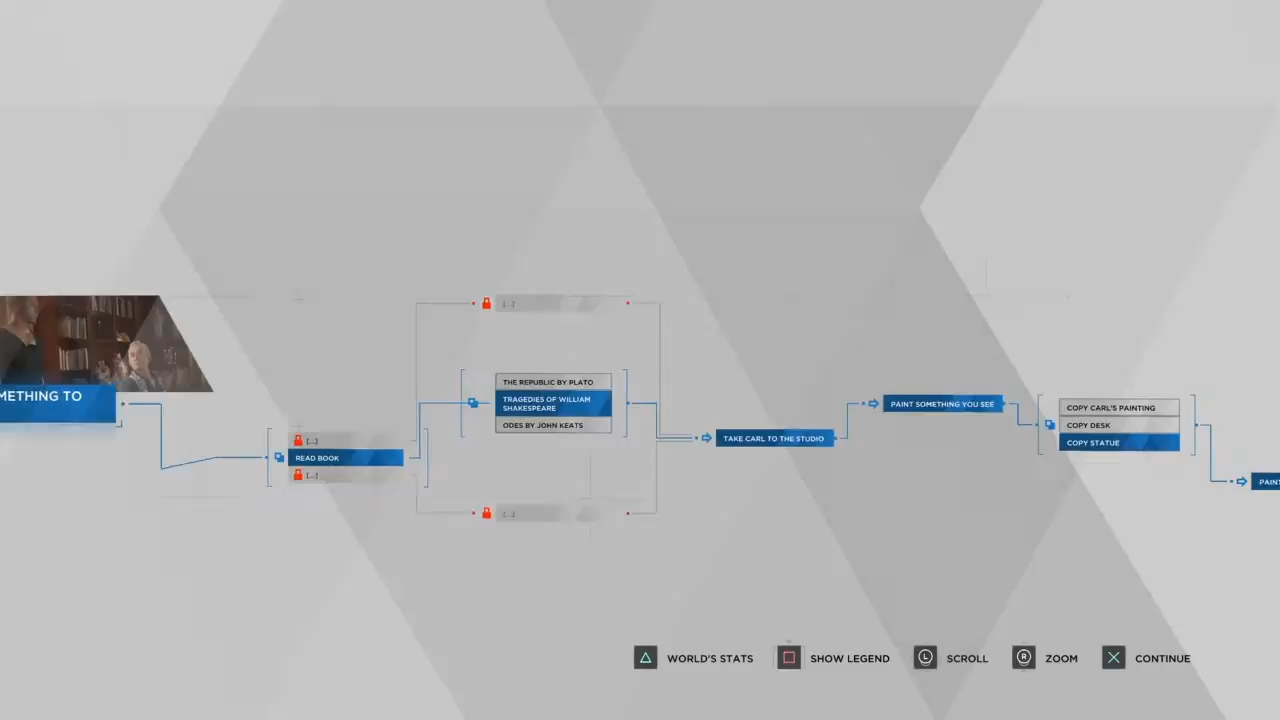 METHING TO
[...]
READ BOOK
[...]
[...]
THE REPUBLIC BY PLATO
TRAGEDIES OF WILLIAM
SHAKESPEARE
ODES BY JOHN KEATS
[...]
TAKE CARL TO THE STUDIO
PAINT SOMETHING YOU SEE
COPY CARL'S PAINTING
COPY DESK
COPY STATUE
PAINT
WORLD'S STATS
SHOW LEGEND
L
SCROLL
R
ZOOM
CONTINUE